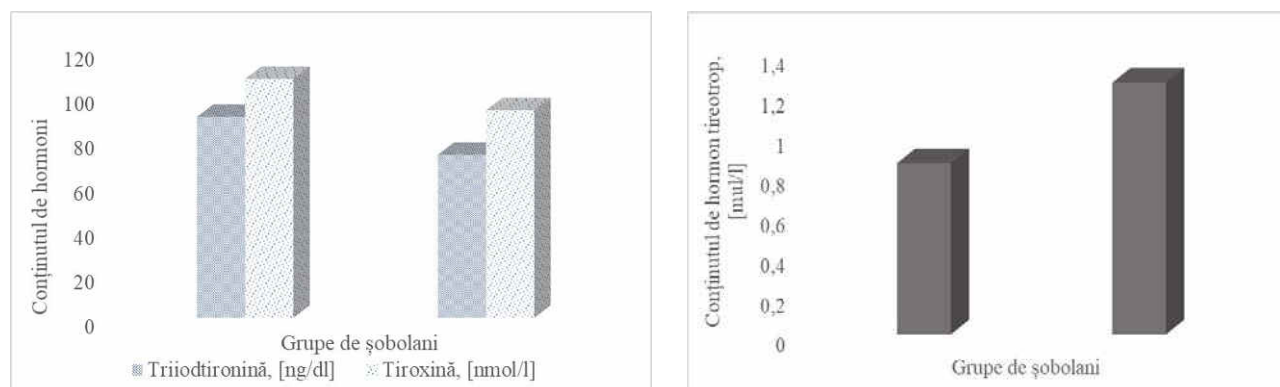 Conținutul de hormoni
120
100
80
60
40
20
0
Grupe de șobolani
Triiodtironină, [ng/dl] Tiroxină, [nmol/l]
Conținutul de hormon tireotrop,
[mul/l]
1,4
1,2
1
0,8
0,6
0,4
0,2
0
Grupe de șobolani